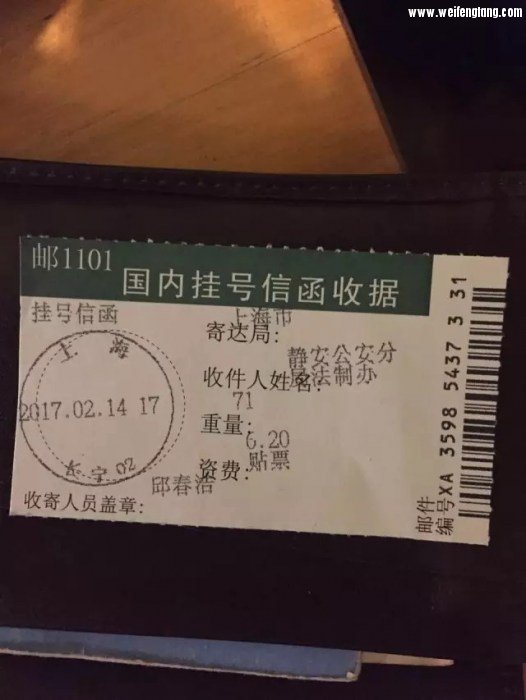 www.weifengtang.com
邮1101
国内挂号信函收据
挂号信函
上海市
寄达局:
静安公安分
局法制办
收件人姓名:
71
重量:
6.20
贴票
资费:
上海
2017.02.14 17
长宁02
邱春浩
收寄人员盖章:
邮件
编号XA 3598 5437 3 31